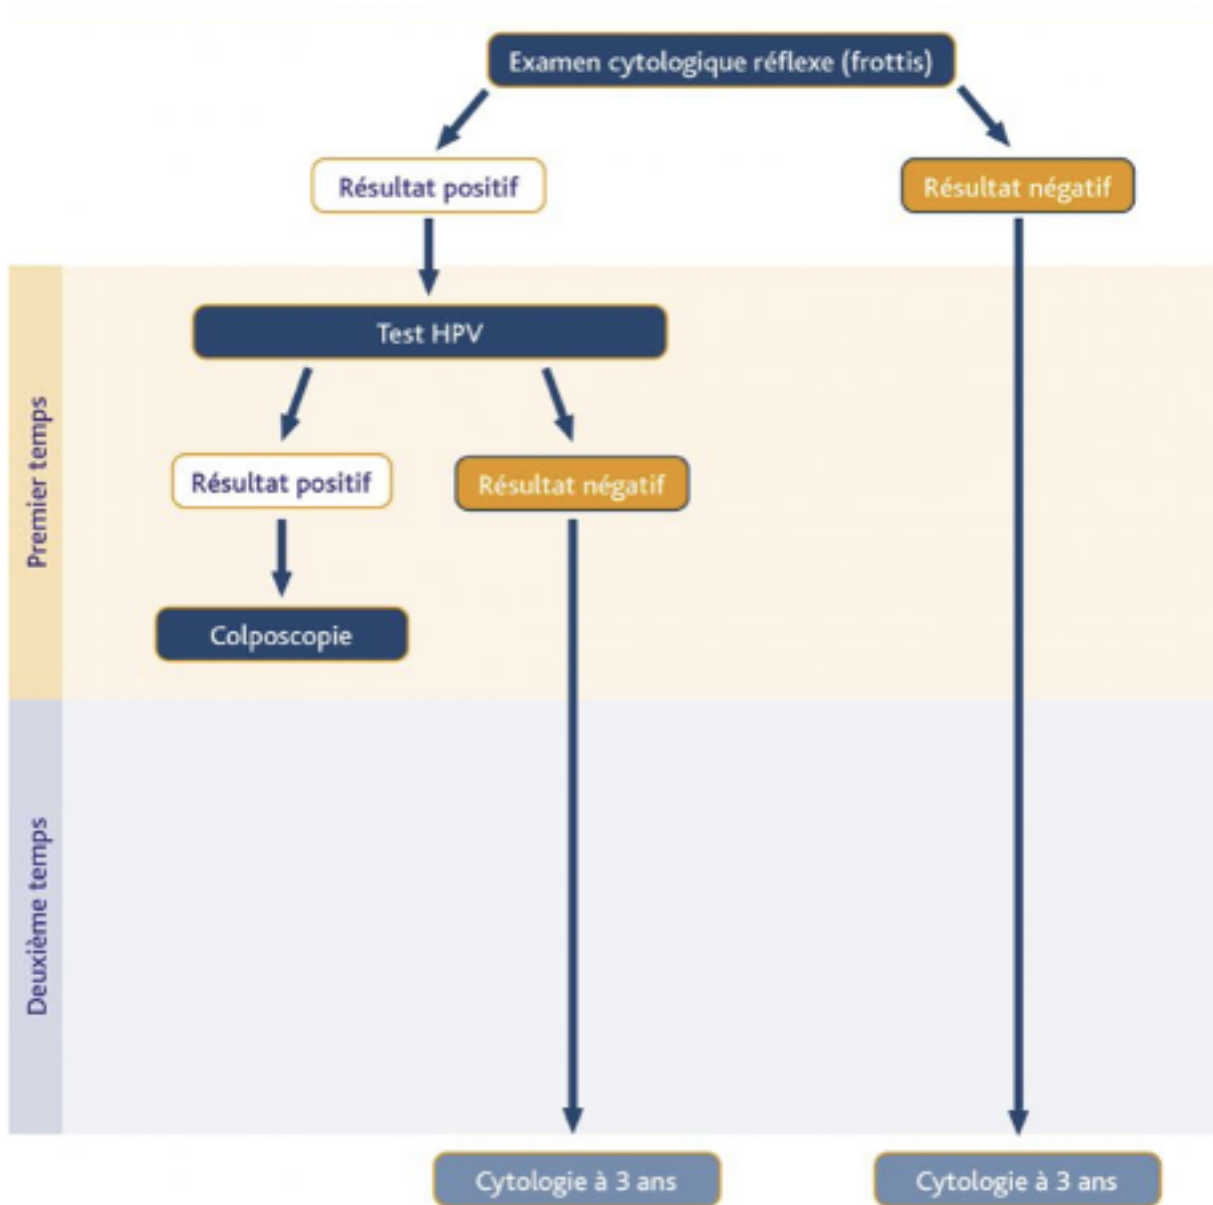 Examen cytologique réflexe (frottis)
Résultat positif
Résultat négatif
Premier temps
Test HPV
Résultat positif
Résultat négatif
Colposcopie
Deuxième temps
Cytologie à 3 ans
Cytologie à 3 ans